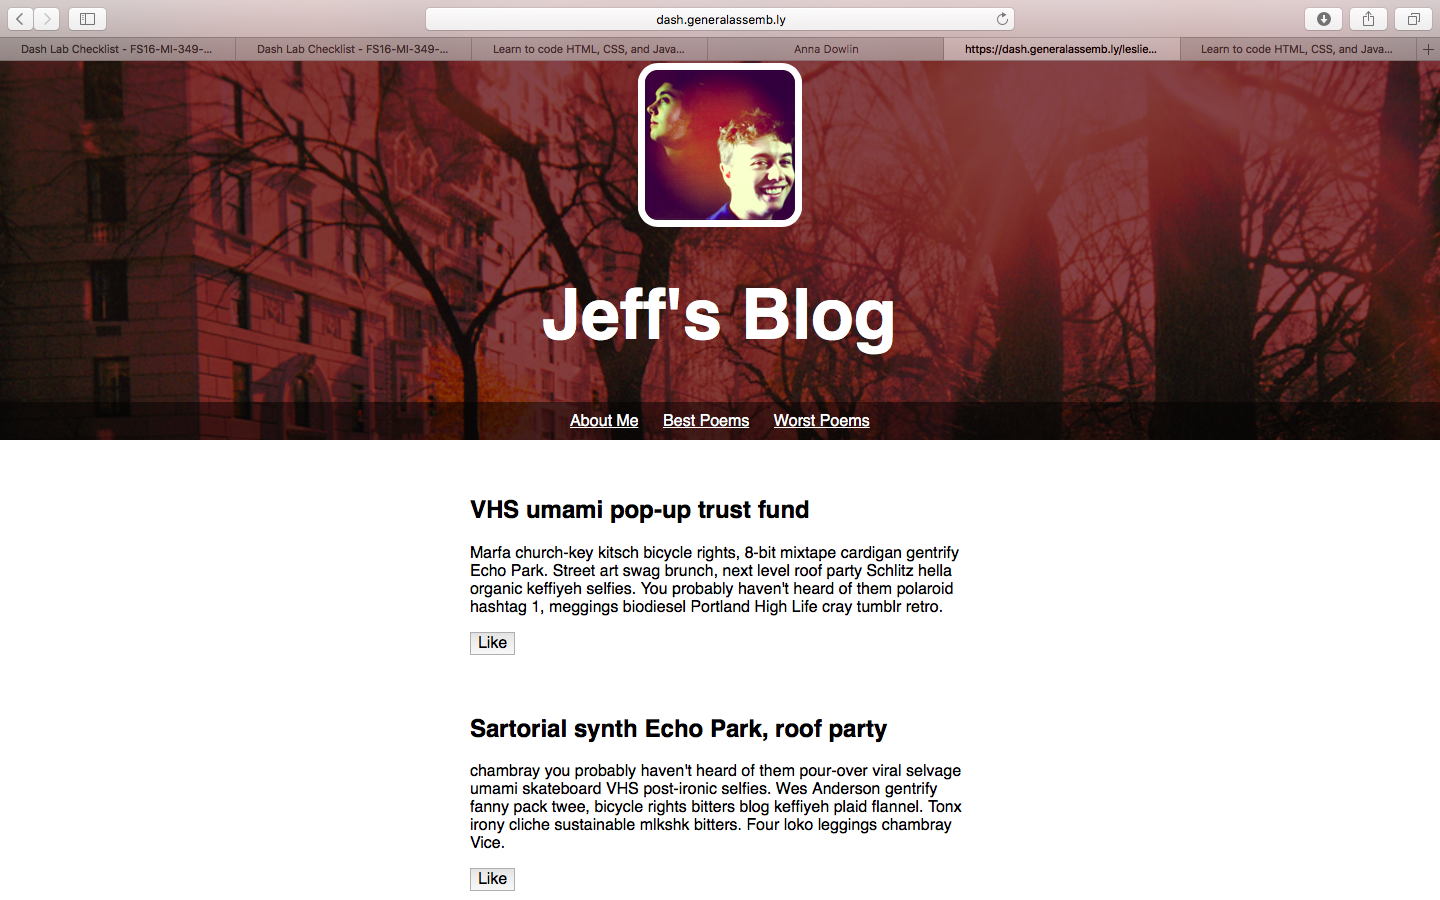 dash.generalassemb.ly
Dash Lab Checklist - FS16-MI-349-...
Dash Lab Checklist - FS16-MI-349-...
Learn to code HTML, CSS, and Java...
Anna Dowlin
https://dash.generalassemb.ly/leslie...
Learn to code HTML, CSS, and Java...
Jeff's Blog
About Me Best Poems Worst Poems
VHS umami pop-up trust fund
Marfa church-key kitsch bicycle rights, 8-bit mixtape cardigan gentrify
Echo Park. Street art swag brunch, next level roof party Schlitz hella
organic keffiyeh selfies. You probably haven't heard of them polaroid
hashtag 1, meggings biodiesel Portland High Life cray tumblr retro.
Like
Sartorial synth Echo Park, roof party
chambray you probably haven't heard of them pour-over viral selvage
umami skateboard VHS post-ironic selfies. Wes Anderson gentrify
fanny pack twee, bicycle rights bitters blog keffiyeh plaid flannel. Tonx
irony cliche sustainable mlkshk bitters. Four loko leggings chambray
Vice.
Like